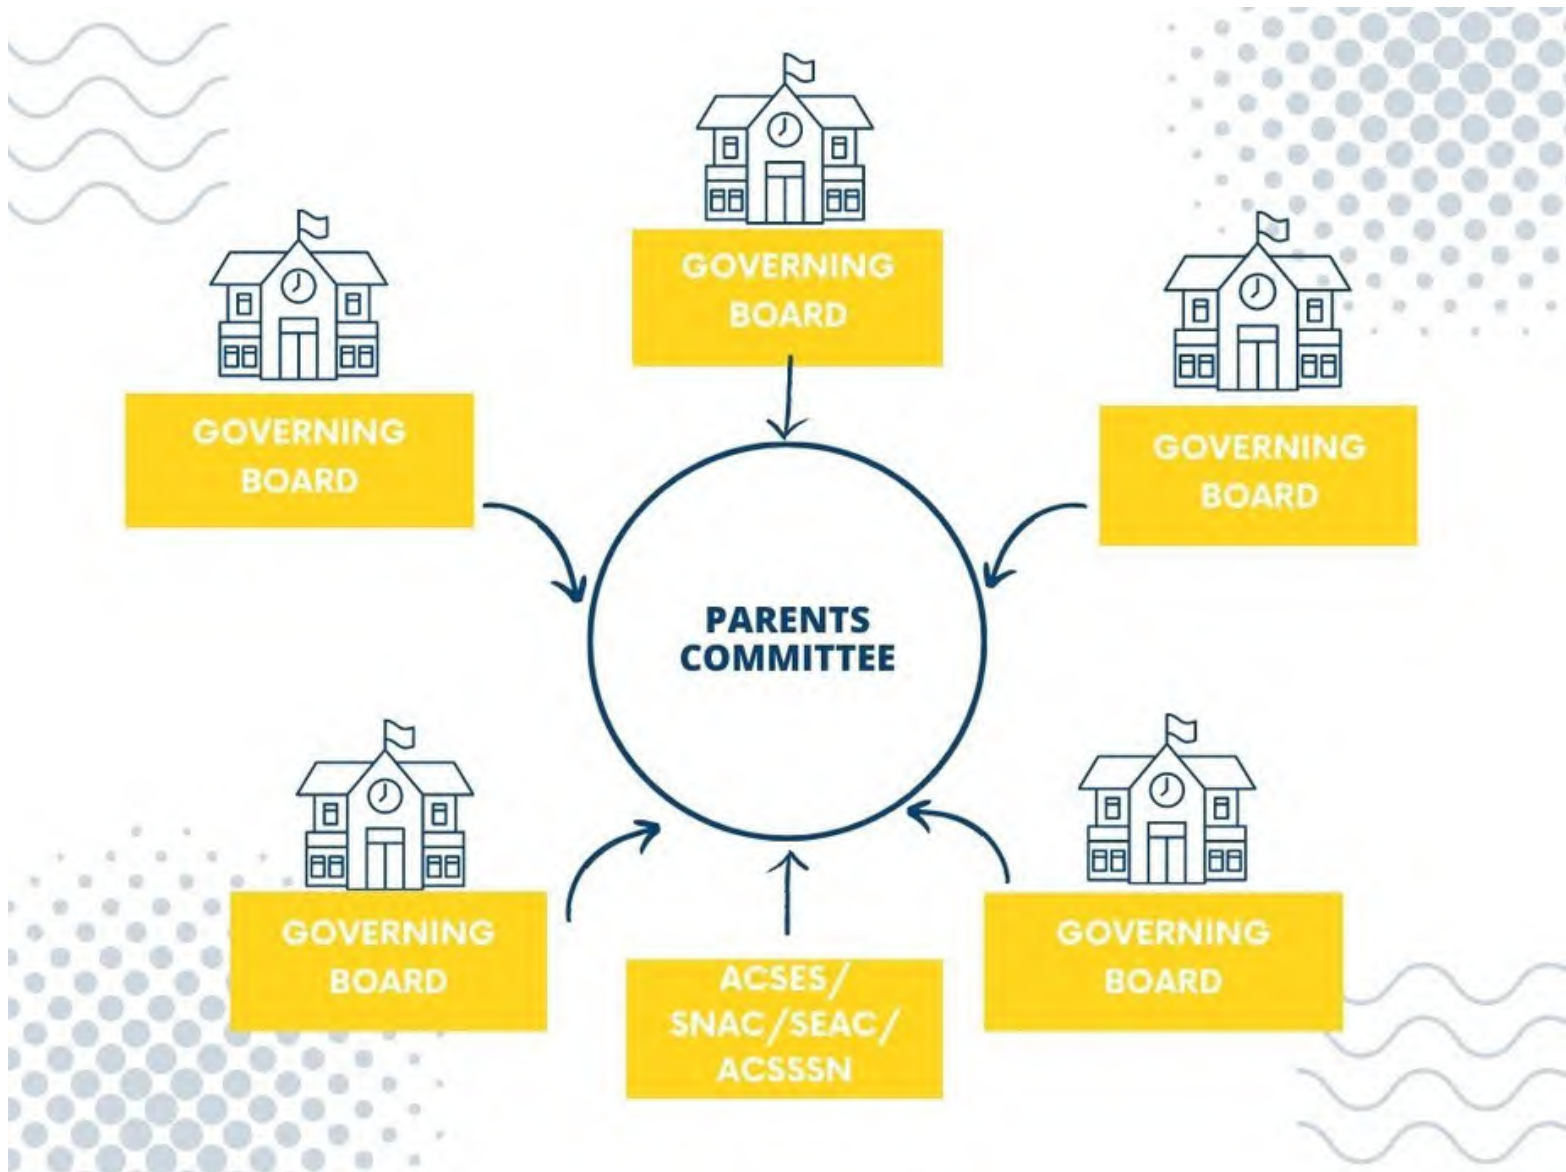 GOVERNING
BOARD
GOVERNING
BOARD
GOVERNING
BOARD
PARENTS
COMMITTEE
GOVERNING
BOARD
ACSES/
SNAC/SEAC/
ACSSSN
GOVERNING
BOARD